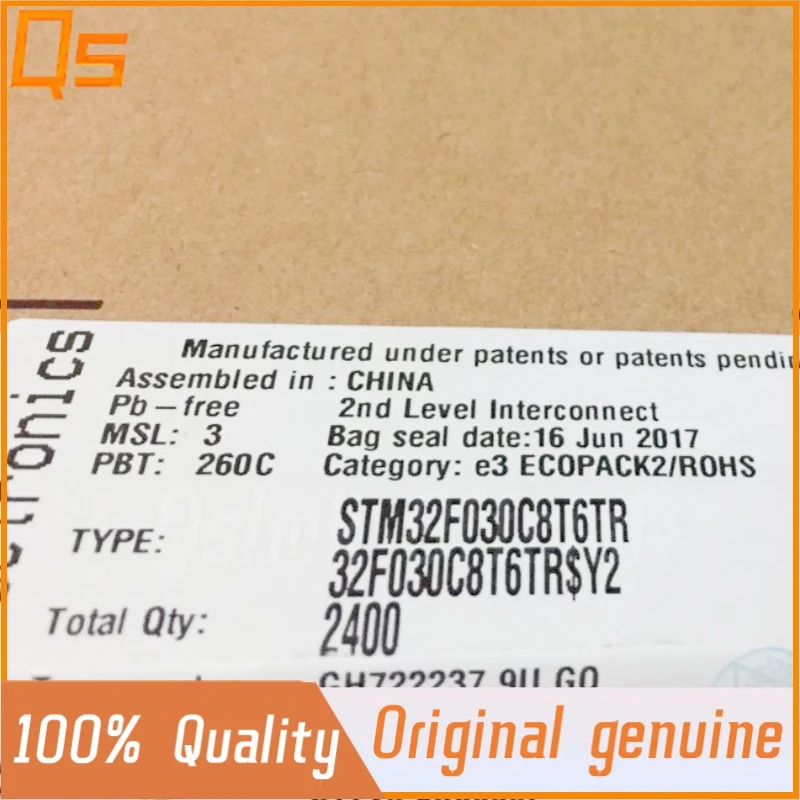 Qs
Manufactured under patents or patents pendin
Assembled in : CHINA
Pb-free 2nd Level Interconnect
MSL: 3 Bag seal date:16 Jun 2017
PBT: 260C Category: e3 ECOPACK2/ROHS
TYPE: STM32F030C8T6TR
32F030C8T6TR$Y2
Total Qty: 2400
100% Quality Original genuine